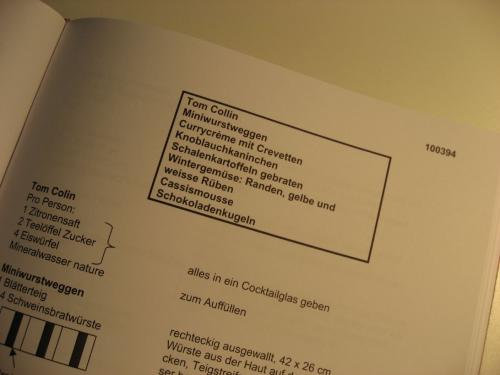 100394
Tom Collin
Miniwurstweggen
Currycrème mit Crevetten
Knoblauchkaninchen
Schalenkartoffeln gebraten
Wintergemüse: Randen, gelbe und
weisse Rüben
Cassismousse
Schokoladenkugeln
Tom Colin
Pro Person:
1 Zitronensaft
2 Teelöffel Zucker
4 Eiswürfel
Mineralwasser nature
alles in ein Cocktailglas geben
zum Auffüllen
Miniwurstweggen
Blätterteig
4 Schweinsbratwürste
rechteckig ausgewallt, 42 x 26 cm
Würste aus der Haut auf
cken, Teigstreif